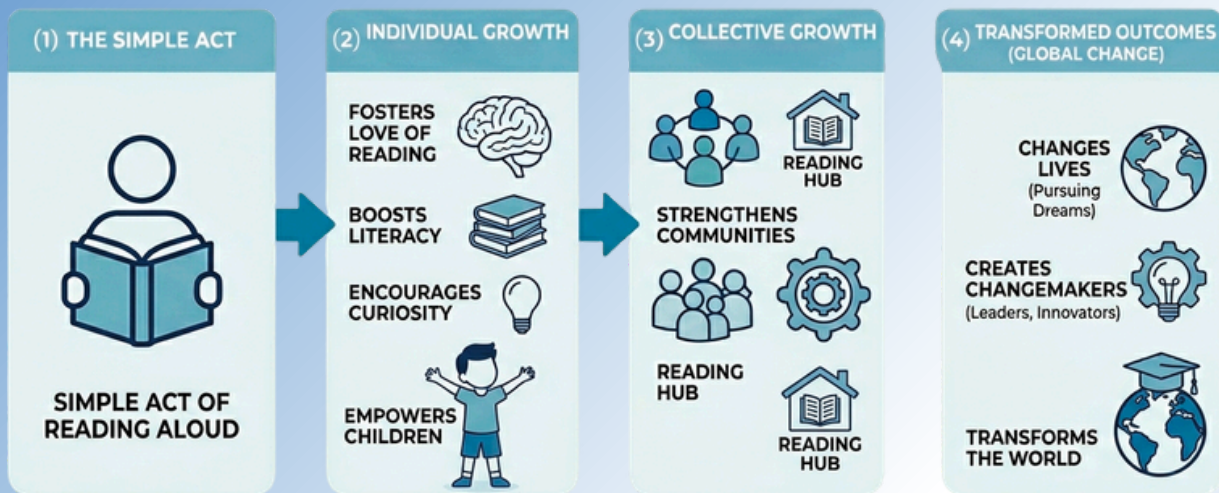 (1) THE SIMPLE ACT
SIMPLE ACT OF
READING ALOUD
(2) INDIVIDUAL GROWTH
FOSTERS
LOVE OF
READING
BOOSTS
LITERACY
ENCOURAGES
CURIOSITY
EMPOWERS
CHILDREN
(3) COLLECTIVE GROWTH
READING
HUB
STRENGTHENS
COMMUNITIES
READING
HUB
READING
HUB
(4) TRANSFORMED OUTCOMES
(GLOBAL CHANGE)
CHANGES
LIVES
(Pursuing
Dreams)
CREATES
CHANGEMAKERS
(Leaders, Innovators)
TRANSFORMS
THE WORLD